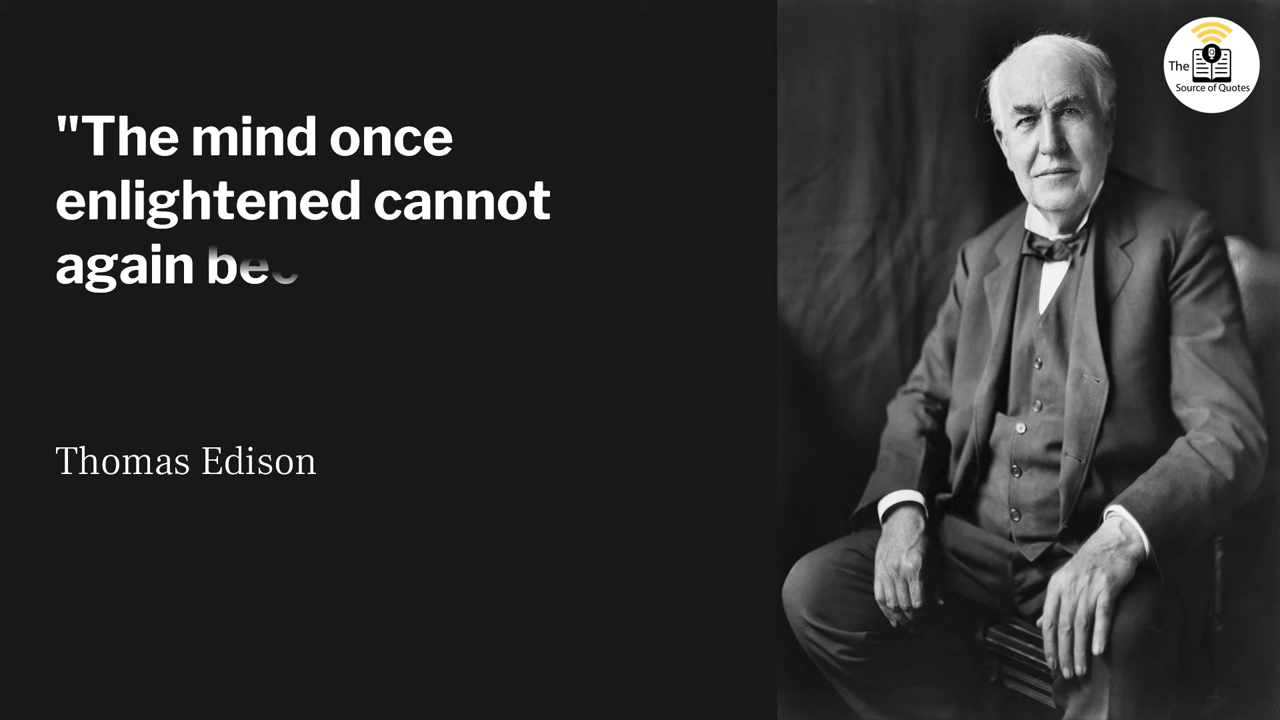 "The mind once
enlightened cannot
again
Thomas Edison
The
Source of Quotes